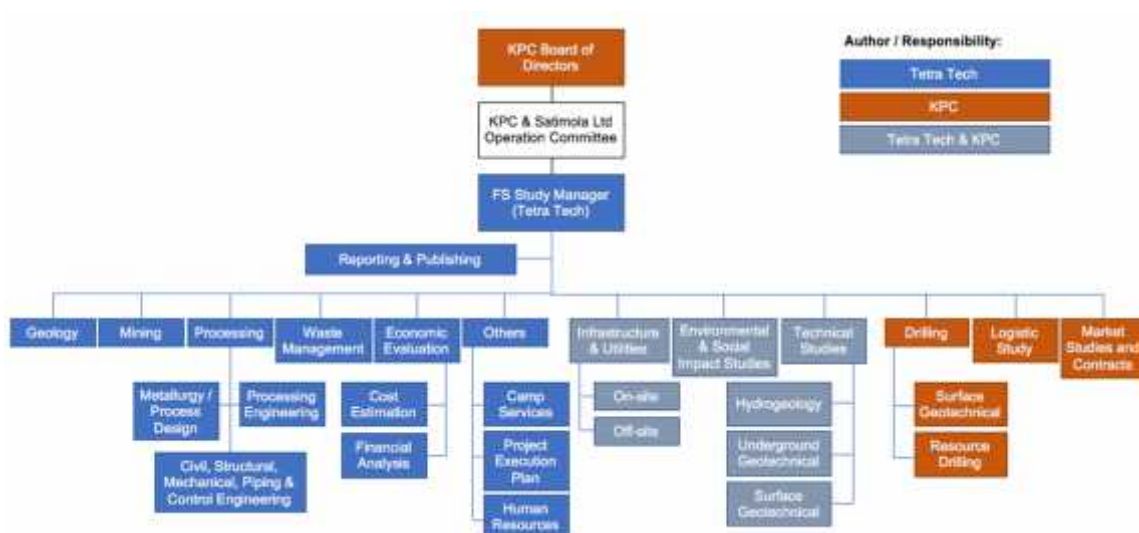 KPC Board of
Directors
Author / Responsibility:
Tetra Tech
KPC
Tetra Tech & KPC
KPC & Satimola Ltd
Operation Committee
FS Study Manager
(Tetra Tech)
Reporting & Publishing
Geology
Mining
Processing
Waste
Management
Economic
Evaluation
Others
Infrastructure
& Utilities
Environmental
& Social
Impact Studies
Technical
Studies
Drilling
Logistic
Study
Market
Studies and
Contracts
Metallurgy /
Process
Design
Processing
Engineering
Civil, Structural,
Mechanical, Piping &
Control Engineering
Cost
Estimation
Financial
Analysis
Camp
Services
Project
Execution
Plan
Human
Resources
On-site
Off-site
Hydrogeology
Underground
Geotechnical
Surface
Geotechnical
Surface
Geotechnical
Resource
Drilling